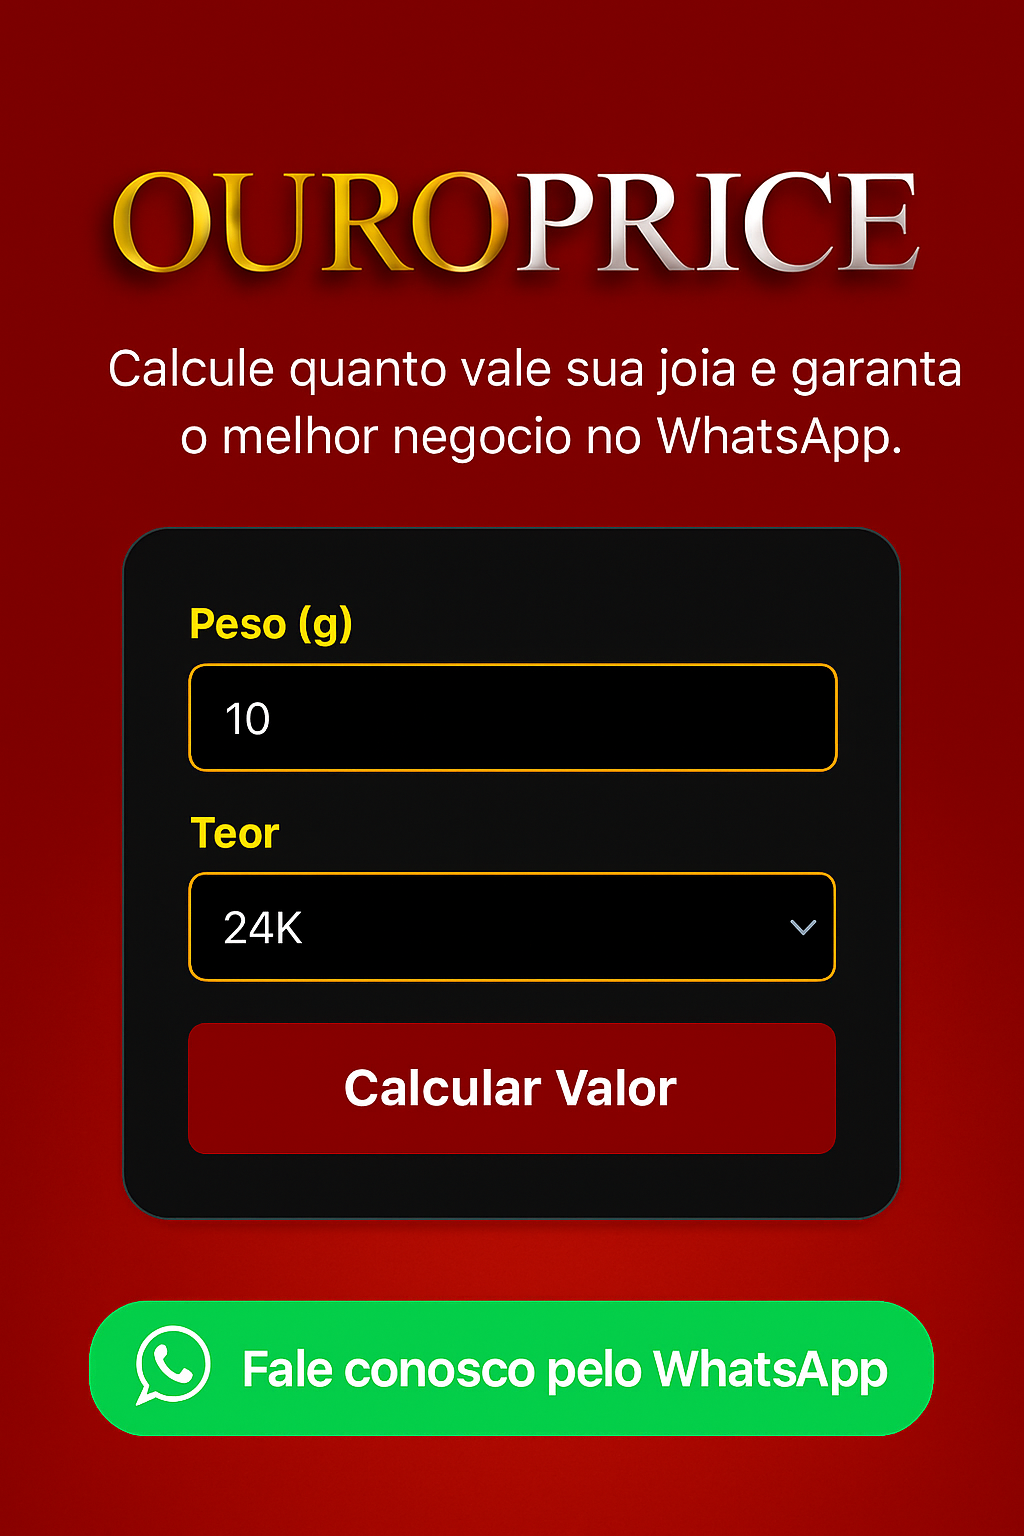 OUROPRICE
Calcule quanto vale sua joia e garanta
o melhor negocio no WhatsApp.
Peso (g)
10
Teor
24K
Calcular Valor
Fale conosco pelo WhatsApp